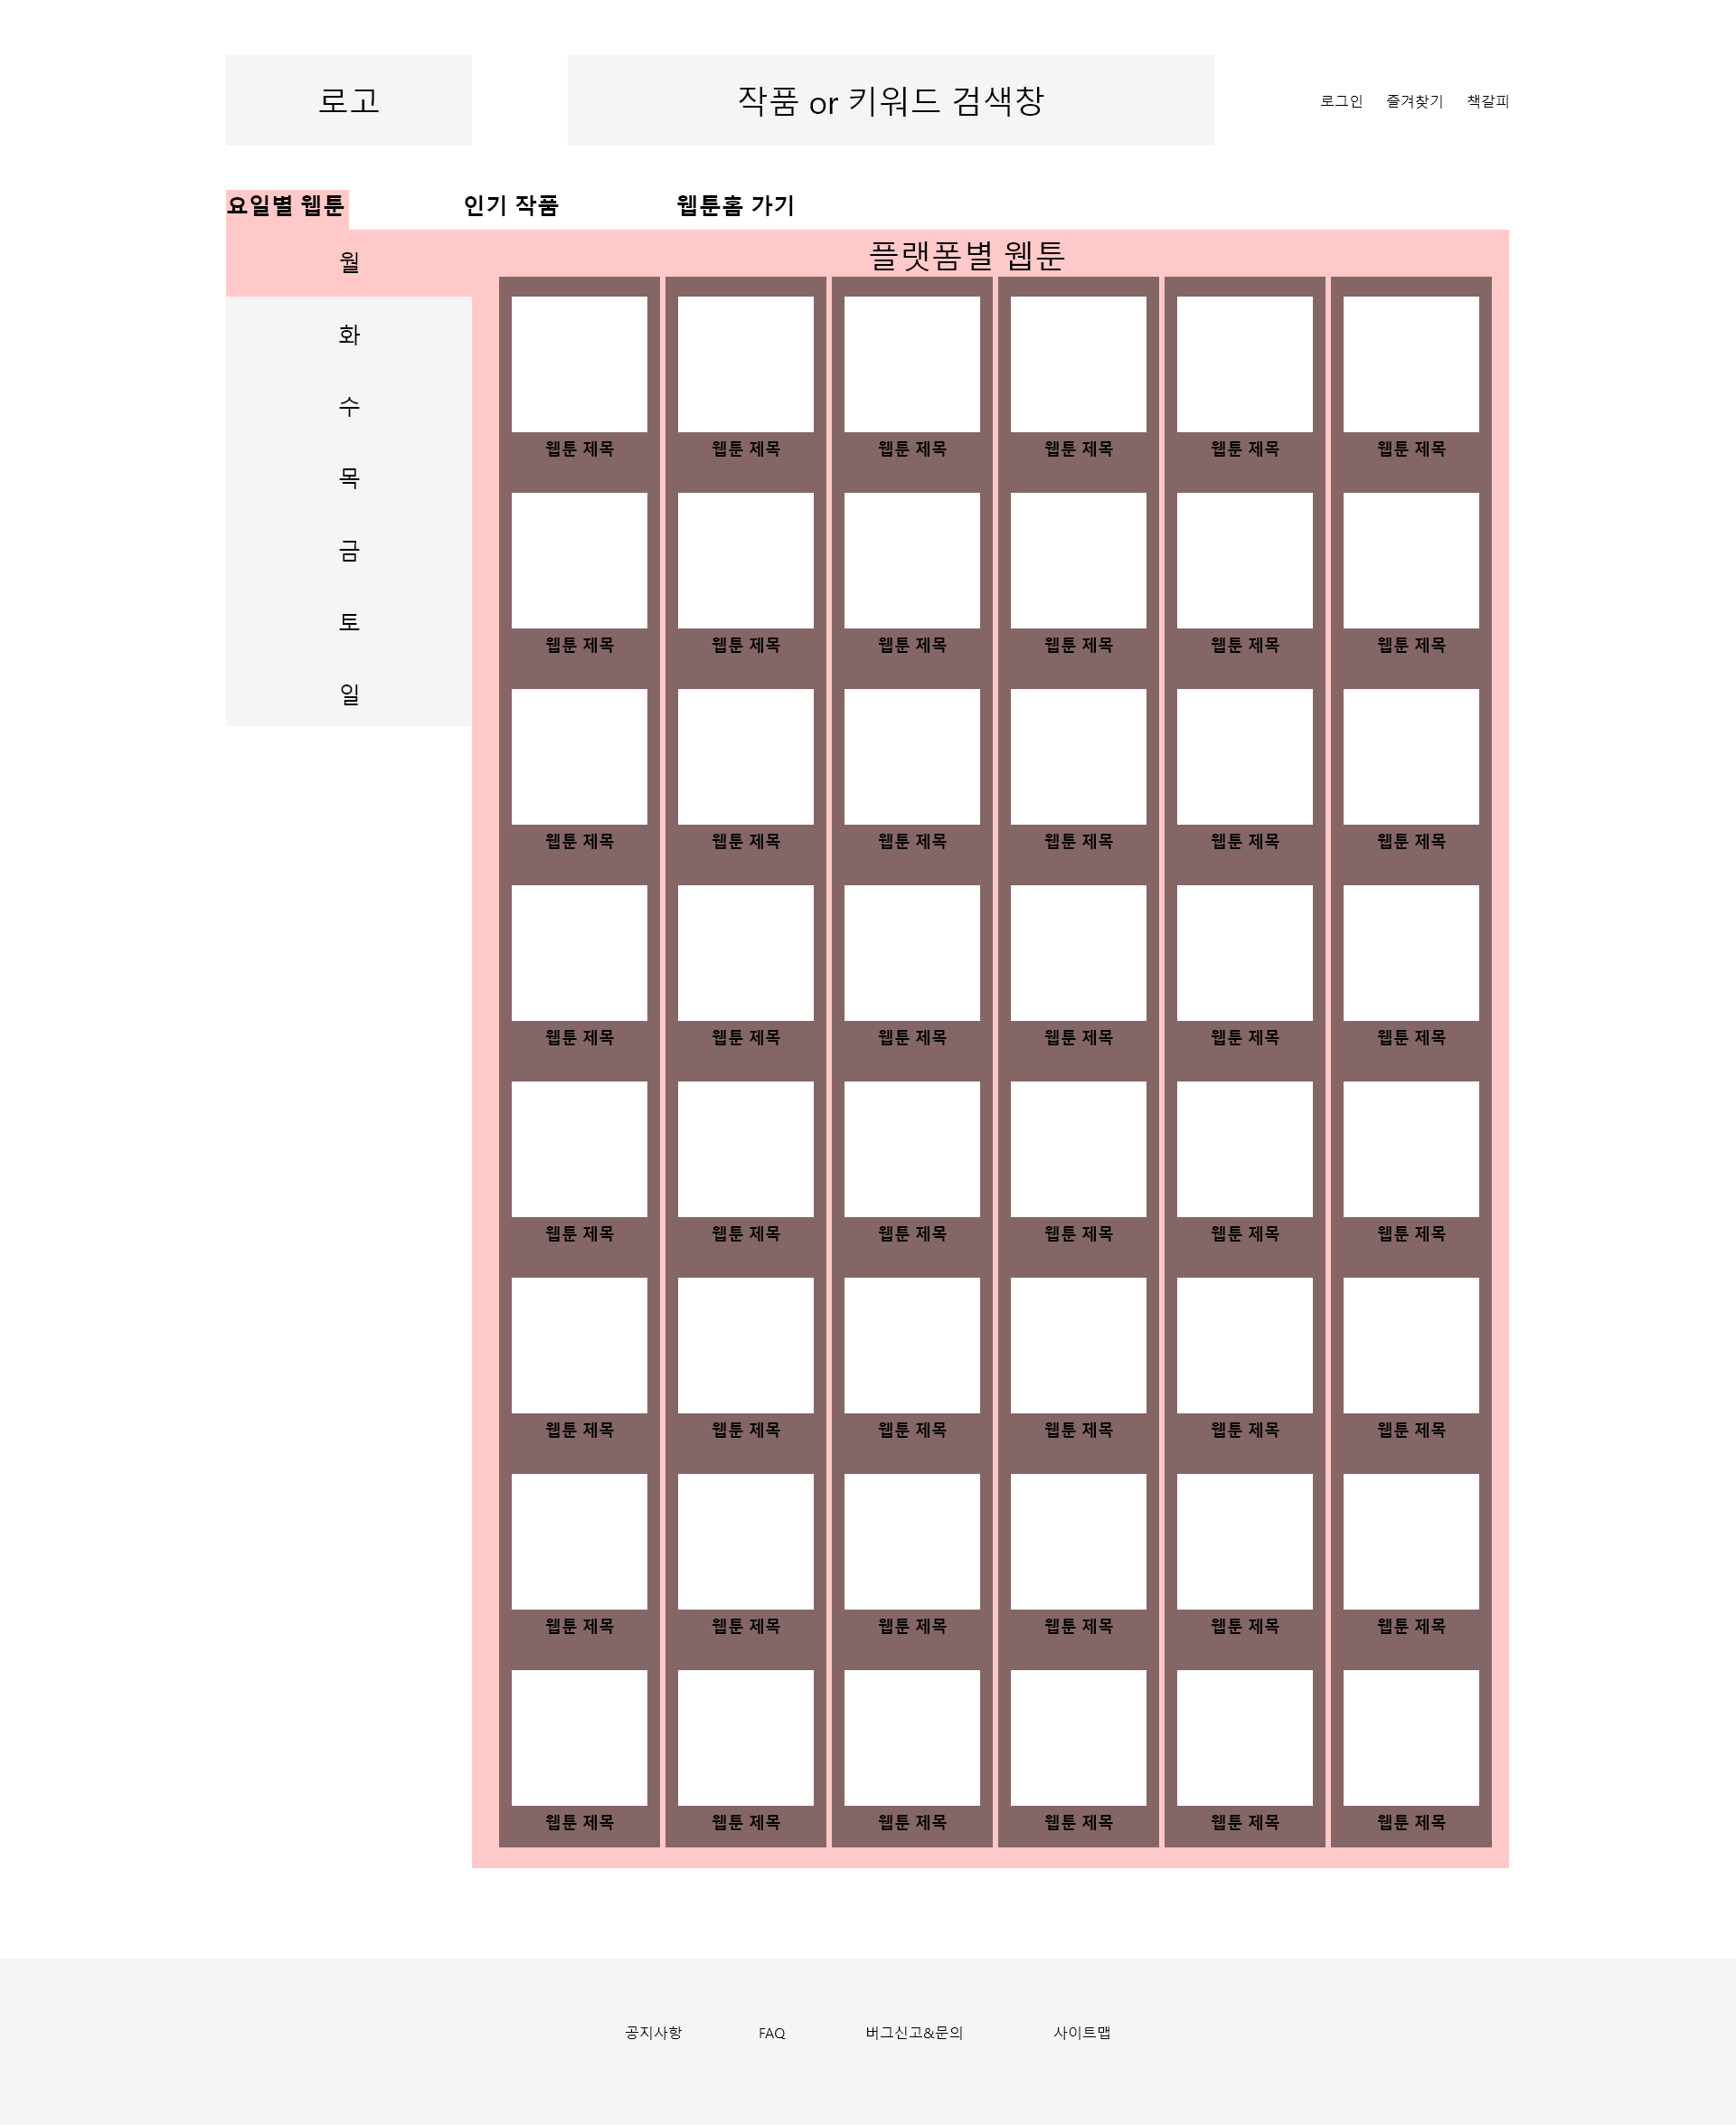 로고
작품 or 키워드 검색창
로그인 즐겨찾기 책갈피
요일별 웹툰 인기 작품 웹툰홈 가기
월
화
수
목
금
토
일
플랫폼별 웹툰
웹툰 제목 웹툰 제목 웹툰 제목 웹툰 제목 웹툰 제목 웹툰 제목
웹툰 제목 웹툰 제목 웹툰 제목 웹툰 제목 웹툰 제목 웹툰 제목
웹툰 제목 웹툰 제목 웹툰 제목 웹툰 제목 웹툰 제목 웹툰 제목
웹툰 제목 웹툰 제목 웹툰 제목 웹툰 제목 웹툰 제목 웹툰 제목
웹툰 제목 웹툰 제목 웹툰 제목 웹툰 제목 웹툰 제목 웹툰 제목
웹툰 제목 웹툰 제목 웹툰 제목 웹툰 제목 웹툰 제목 웹툰 제목
웹툰 제목 웹툰 제목 웹툰 제목 웹툰 제목 웹툰 제목 웹툰 제목
웹툰 제목 웹툰 제목 웹툰 제목 웹툰 제목 웹툰 제목 웹툰 제목
공지사항 FAQ 버그신고&문의 사이트맵